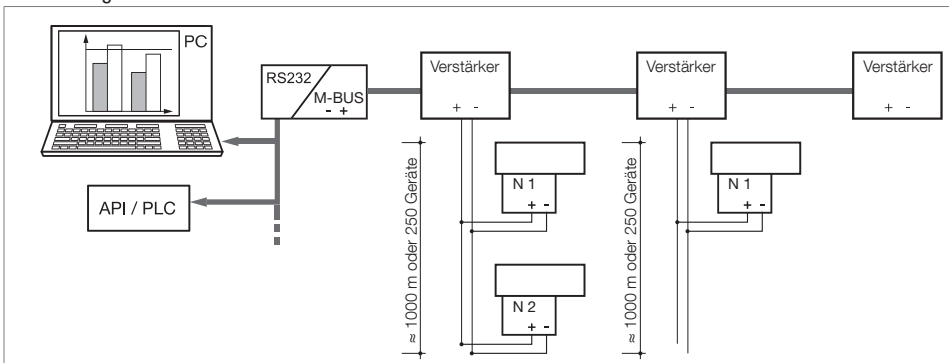 PC
RS232
M-BUS
- +
Verstärker
+ -
Verstärker
+ -
Verstärker
+ -
API / PLC
≈ 1000 m oder 250 Geräte
N 1
+ -
N 2
+ -
≈ 1000 m oder 250 Geräte
N 1
+ -